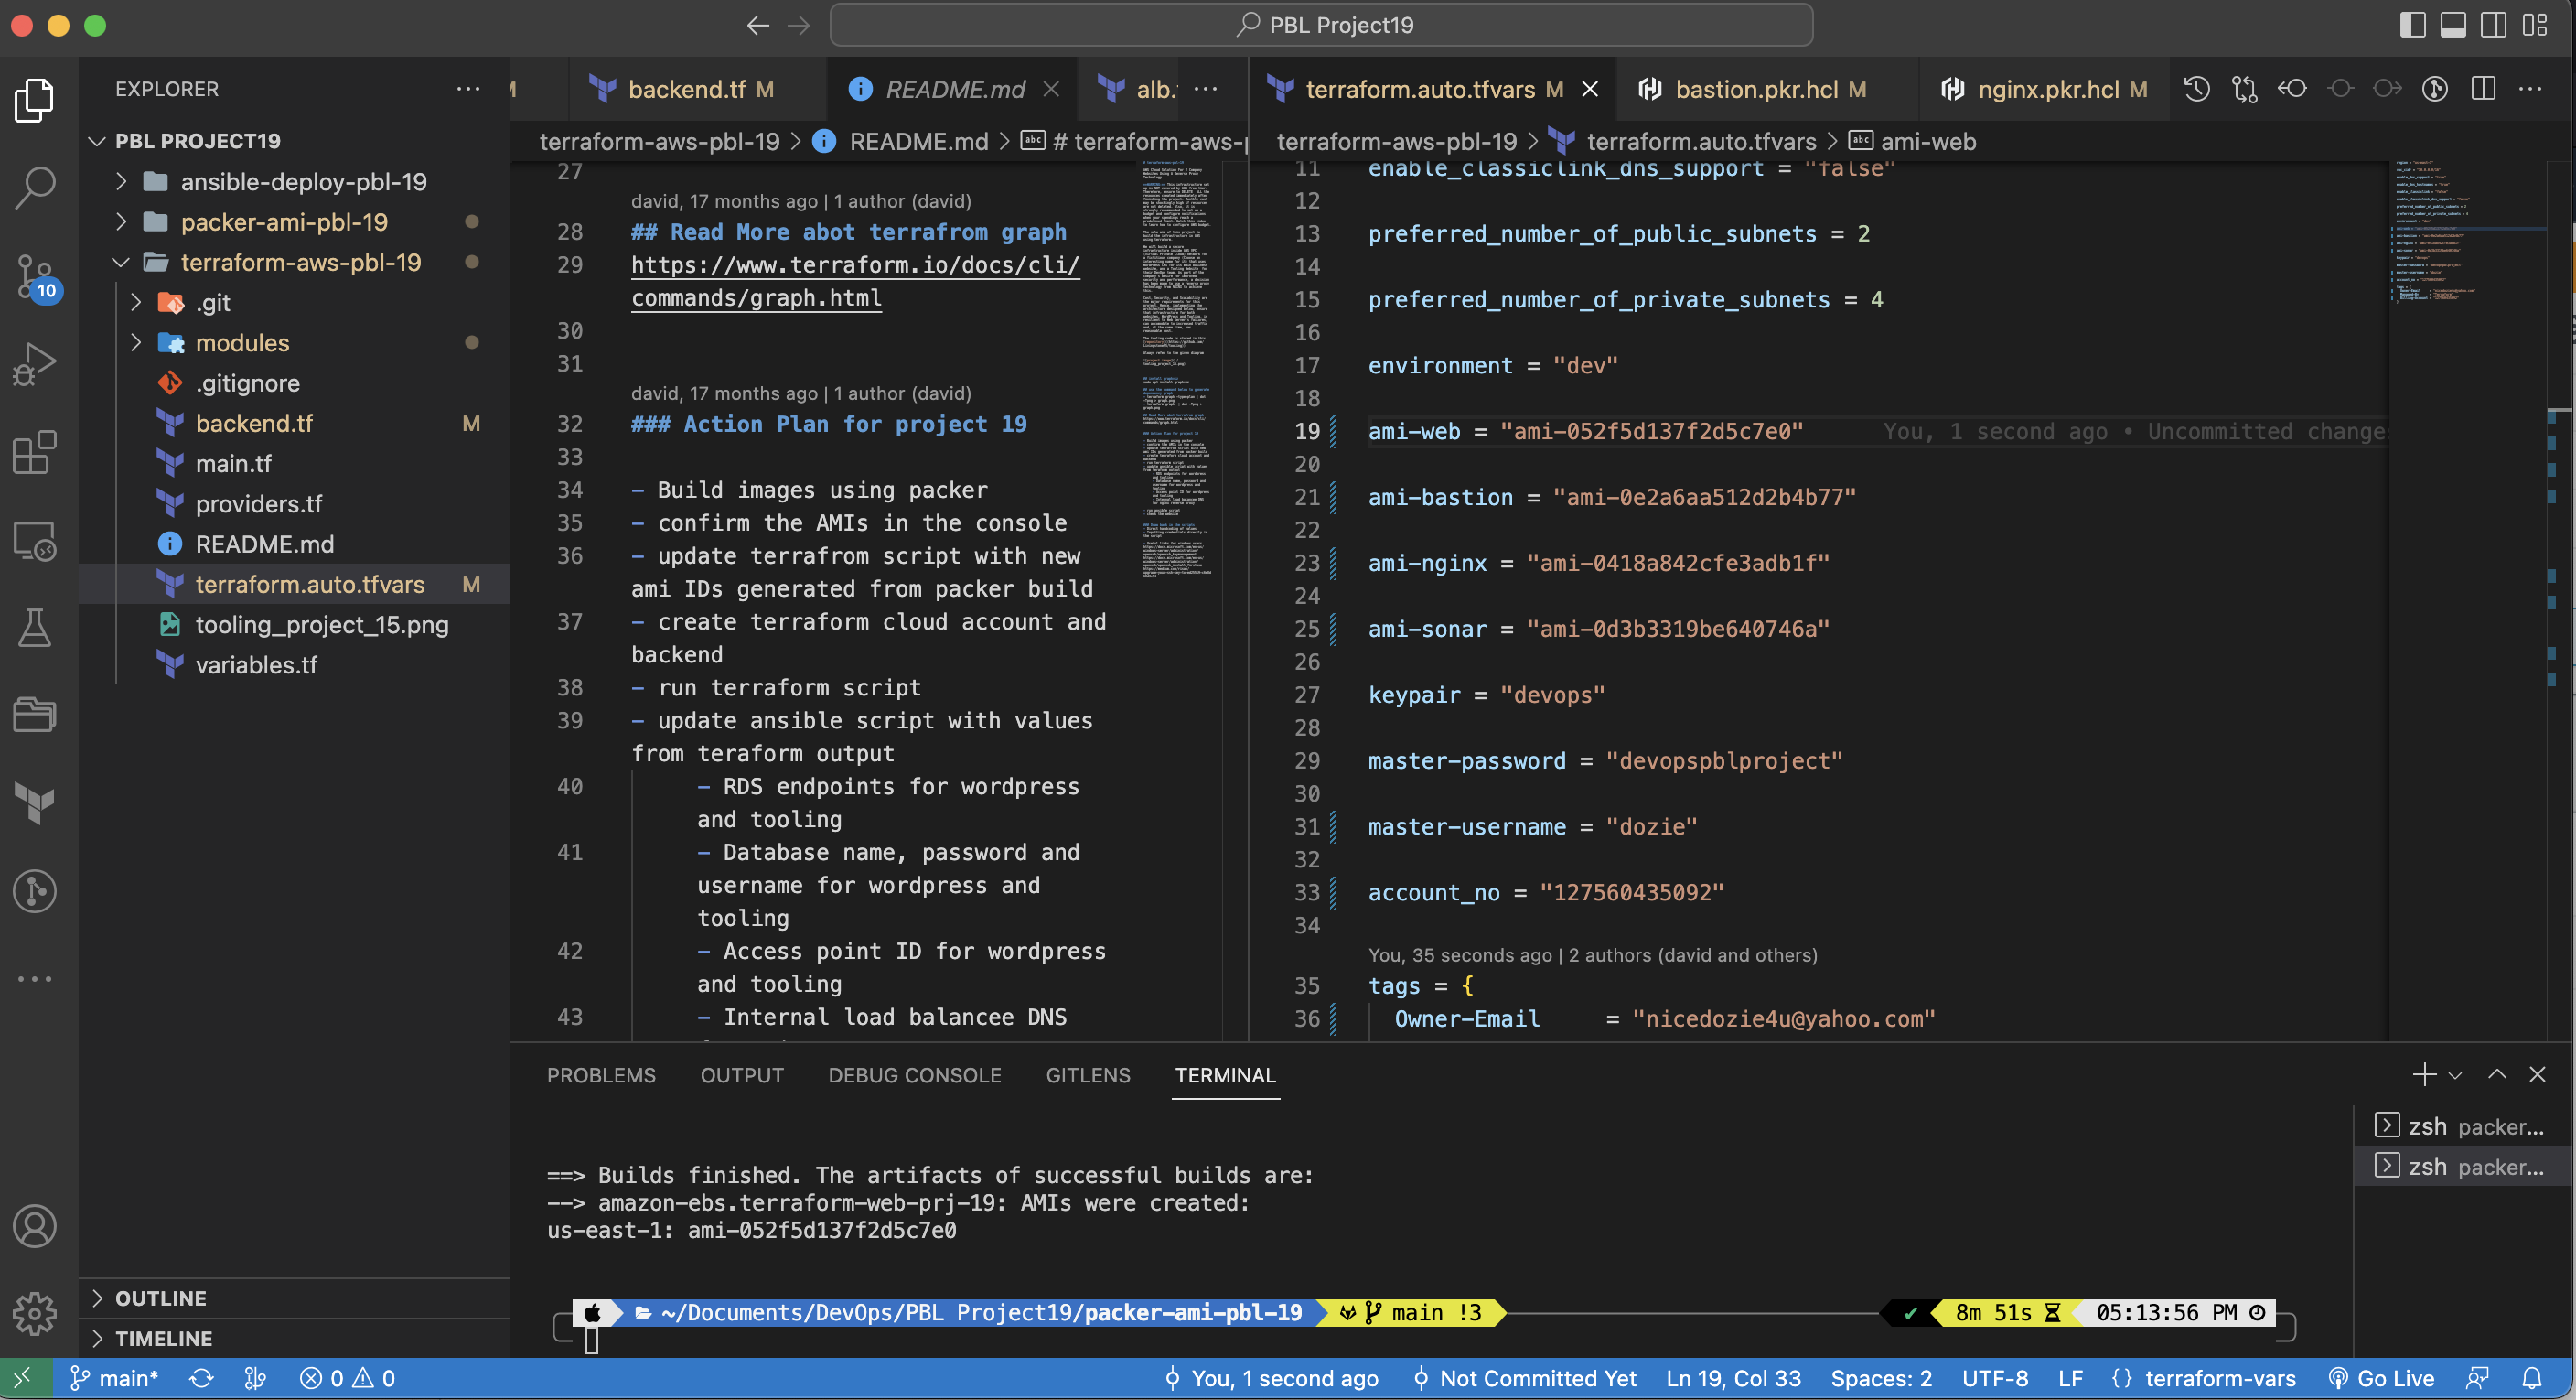 PBL Project19
EXPLORER
PBL PROJECT19
ansible-deploy-pbl-19
packer-ami-pbl-19
terraform-aws-pbl-19
.git
modules
.gitignore
backend.tf M
main.tf
providers.tf
README.md
terraform.auto.tfvars M
tooling_project_15.png
variables.tf
OUTLINE
TIMELINE
10
backend.tf M
README.md
alb.
terraform-aws-pbl-19 > README.md > # terraform-aws-
27
david, 17 months ago | 1 author (david)
28 ## Read More abot terrafrom graph
29 https://www.terraform.io/docs/cli/
commands/graph.html
30
31
david, 17 months ago | 1 author (david)
32 ### Action Plan for project 19
33
34 - Build images using packer
35 - confirm the AMIs in the console
36 - update terrafrom script with new
ami IDs generated from packer build
37 - create terraform cloud account and
backend
38 - run terraform script
39 - update ansible script with values
from teraform output
40 - RDS endpoints for wordpress
and tooling
41 - Database name, password and
username for wordpress and
tooling
42 - Access point ID for wordpress
and tooling
43 - Internal load balancee DNS
terraform.auto.tfvars M
bastion.pkr.hcl M
nginx.pkr.hcl M
terraform-aws-pbl-19 > terraform.auto.tfvars > ami-web
11 enable_classiclink_dns_support = "false"
12
13 preferred_number_of_public_subnets = 2
14
15 preferred_number_of_private_subnets = 4
16
17 environment = "dev"
18
19 ami-web = "ami-052f5d137f2d5c7e0" You, 1 second ago • Uncommitted change
20
21 ami-bastion = "ami-0e2a6aa512d2b4b77"
22
23 ami-nginx = "ami-0418a842cfe3adb1f"
24
25 ami-sonar = "ami-0d3b3319be640746a"
26
27 keypair = "devops"
28
29 master-password = "devopspblproject"
30
31 master-username = "dozie"
32
33 account_no = "127560435092"
34
You, 35 seconds ago | 2 authors (david and others)
35 tags = {
36 Owner-Email = "nicedozie4u@yahoo.com"
PROBLEMS OUTPUT DEBUG CONSOLE GITLENS TERMINAL
==> Builds finished. The artifacts of successful builds are:
--> amazon-ebs.terraform-web-prj-19: AMIs were created:
us-east-1: ami-052f5d137f2d5c7e0
~/Documents/DevOps/PBL Project19/packer-ami-pbl-19 main !3 ✔ 8m 51s 05:13:56 PM
zsh packer...
zsh packer...
main* 0 0 You, 1 second ago Not Committed Yet Ln 19, Col 33 Spaces: 2 UTF-8 LF {} terraform-vars Go Live